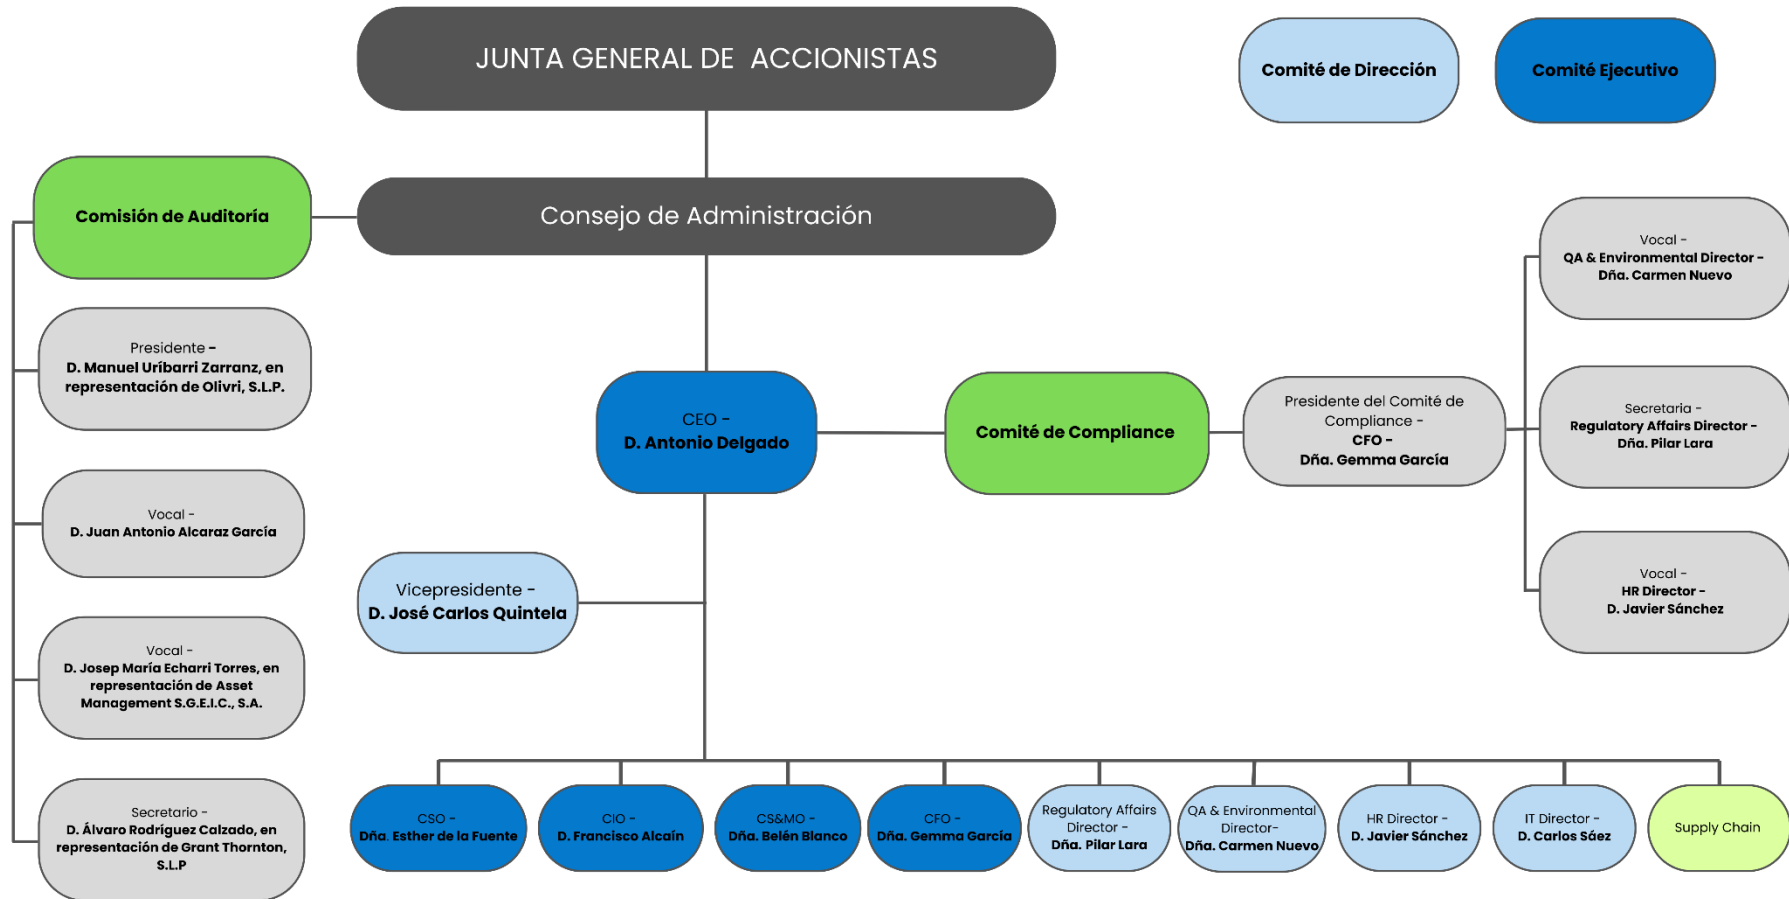 JUNTA GENERAL DE ACCIONISTAS
Comité de Dirección
Comité Ejecutivo
Comisión de Auditoría
Consejo de Administración
Presidente -
D. Manuel Uríbarri Zarranz, en
representación de Olivri, S.L.P.
Vocal -
D. Juan Antonio Alcaraz García
Vocal -
D. Josep María Echarri Torres, en
representación de Asset
Management S.G.E.I.C., S.A.
Secretario -
D. Álvaro Rodríguez Calzado, en
representación de Grant Thornton,
S.L.P
CEO -
D. Antonio Delgado
Comité de Compliance
Presidente del Comité de
Compliance -
CFO -
Dña. Gemma García
Vocal -
QA & Environmental Director -
Dña. Carmen Nuevo
Secretaria -
Regulatory Affairs Director -
Dña. Pilar Lara
Vocal -
HR Director -
D. Javier Sánchez
Vicepresidente -
D. José Carlos Quintela
CSO -
Dña. Esther de la Fuente
CIO -
D. Francisco Alcaín
CS&MO -
Dña. Belén Blanco
CFO -
Dña. Gemma García
Regulatory Affairs
Director -
Dña. Pilar Lara
QA & Environmental
Director-
Dña. Carmen Nuevo
HR Director -
D. Javier Sánchez
IT Director -
D. Carlos Sáez
Supply Chain